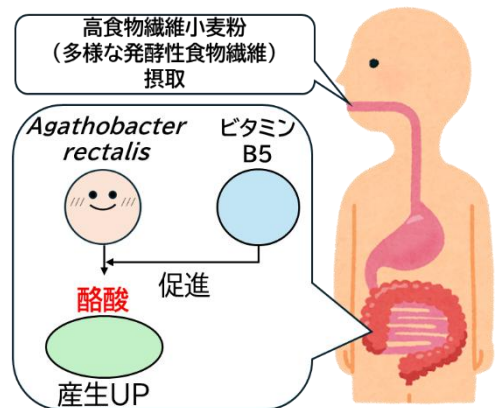 高食物繊維小麦粉
（多様な発酵性食物繊維）
摂取
Agathobacter
rectalis
ビタミン
B5
促進
酪酸
産生UP